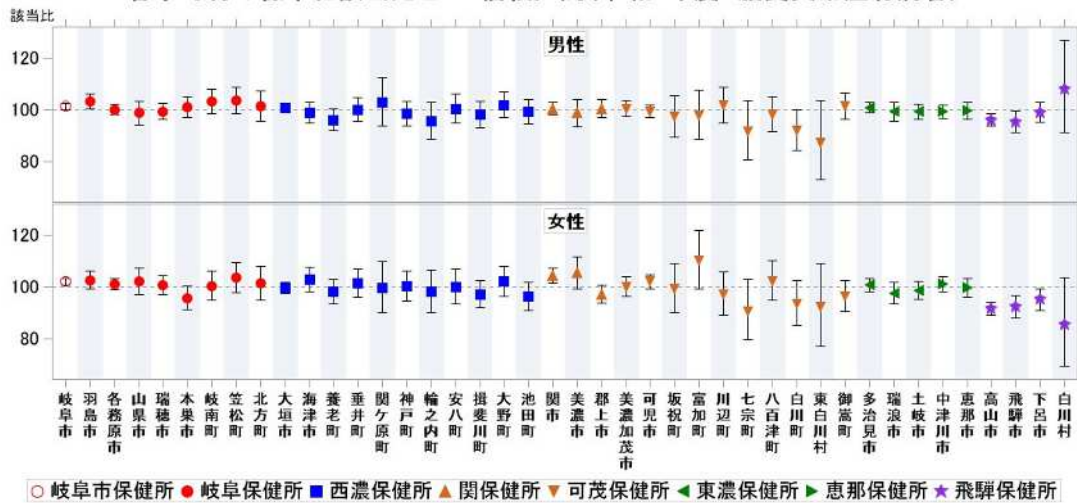 該当比
男性
120
100
80
女性
120
100
80
岐阜市 羽島市 各務原市 山県市 瑞穂市 本巣市 岐南町 笠松町 北方町 大垣市 海津市 養老町 垂井町 関ケ原町 神戸町 輪之内町 安八町 揖斐川町 大野町 池田町 関市 美濃市 郡上市 美濃加茂市 可児市 坂祝町 富加町 川辺町 七宗町 八百津町 白川町 東白川村 御嵩町 多治見市 瑞浪市 土岐市 中津川市 恵那市 高山市 飛騨市 下呂市 白川村
岐阜市保健所 岐阜保健所 西濃保健所 関保健所 可茂保健所 東濃保健所 恵那保健所 飛騨保健所